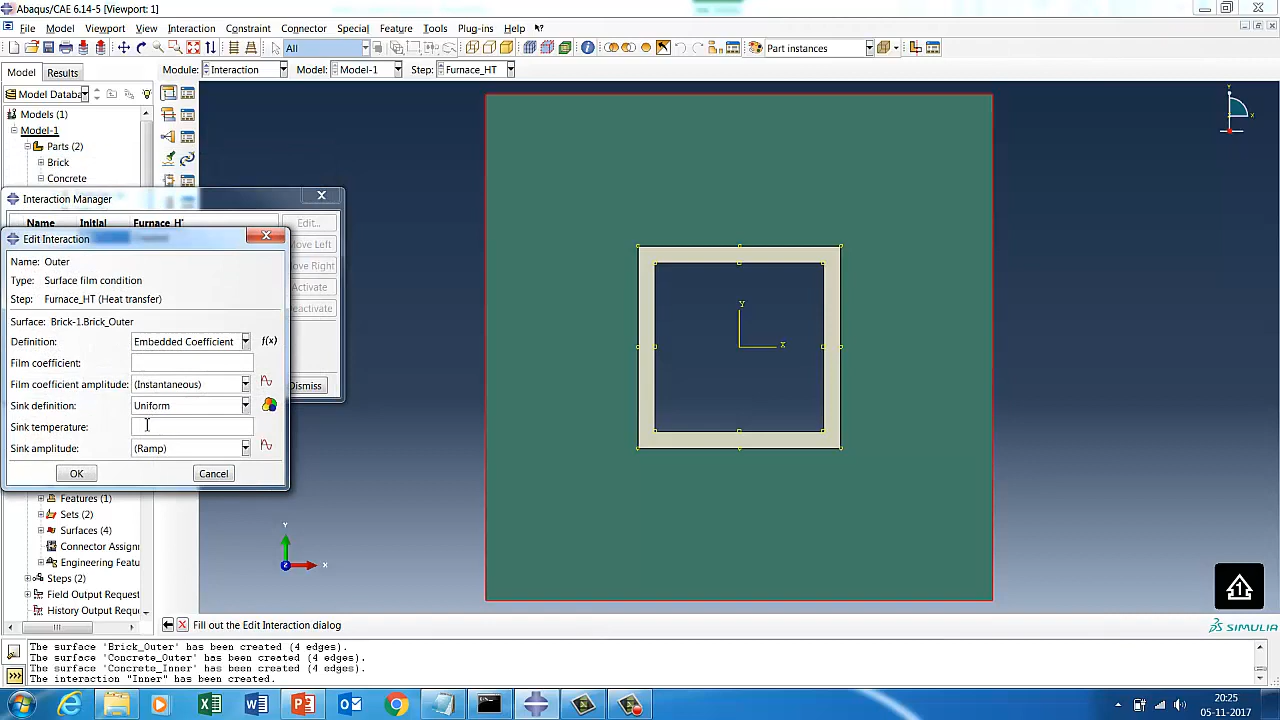 Abaqus/CAE 6.14-5 [Viewport: 1]
File Model Viewport View Interaction Constraint Connector Special Feature Tools Plug-ins Help
All
Part instances
Model Results
Module: Interaction Model: Model-1 Step: Furnace_HT
Model Databa
Models (1)
Model-1
Parts (2)
Brick
Concrete
Interaction Manager
Name Initial Furnace_H
Edit...
Move Left
Move Right
Activate
Deactivate
Dismiss
Edit Interaction
Name: Outer
Type: Surface film condition
Step: Furnace_HT (Heat transfer)
Surface: Brick-1.Brick_Outer
Definition: Embedded Coefficient f(x)
Film coefficient:
Film coefficient amplitude: (Instantaneous)
Sink definition: Uniform
Sink temperature:
Sink amplitude: (Ramp)
OK Cancel
Features (1)
Sets (2)
Surfaces (4)
Connector Assignm
Engineering Featu
Steps (2)
Field Output Reques
History Output Reque
Y
X
Y
X
Z
Y
X
1
Fill out the Edit Interaction dialog
SIMULIA
The surface 'Brick_Outer' has been created (4 edges).
The surface 'Concrete_Outer' has been created (4 edges).
The surface 'Concrete_Inner' has been created (4 edges).
The interaction "Inner" has been created.
20:25
05-11-2017